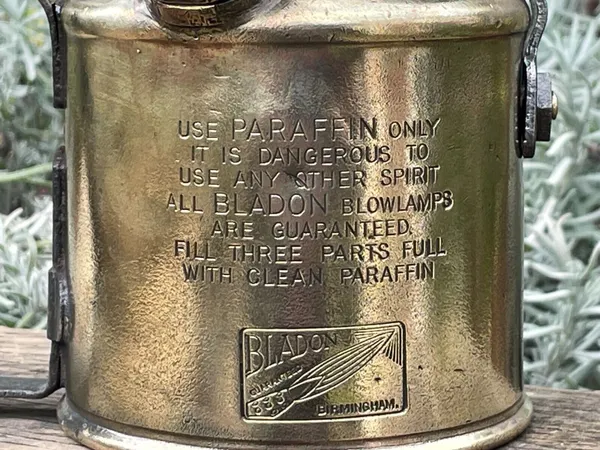 USE PARAFFIN ONLY
IT IS DANGEROUS TO
USE ANY OTHER SPIRIT
ALL BLADON BLOWLAMPS
ARE GUARANTEED.
FILL THREE PARTS FULL
WITH CLEAN PARAFFIN
BLADON
GUARANTEED
BIRMINGHAM.